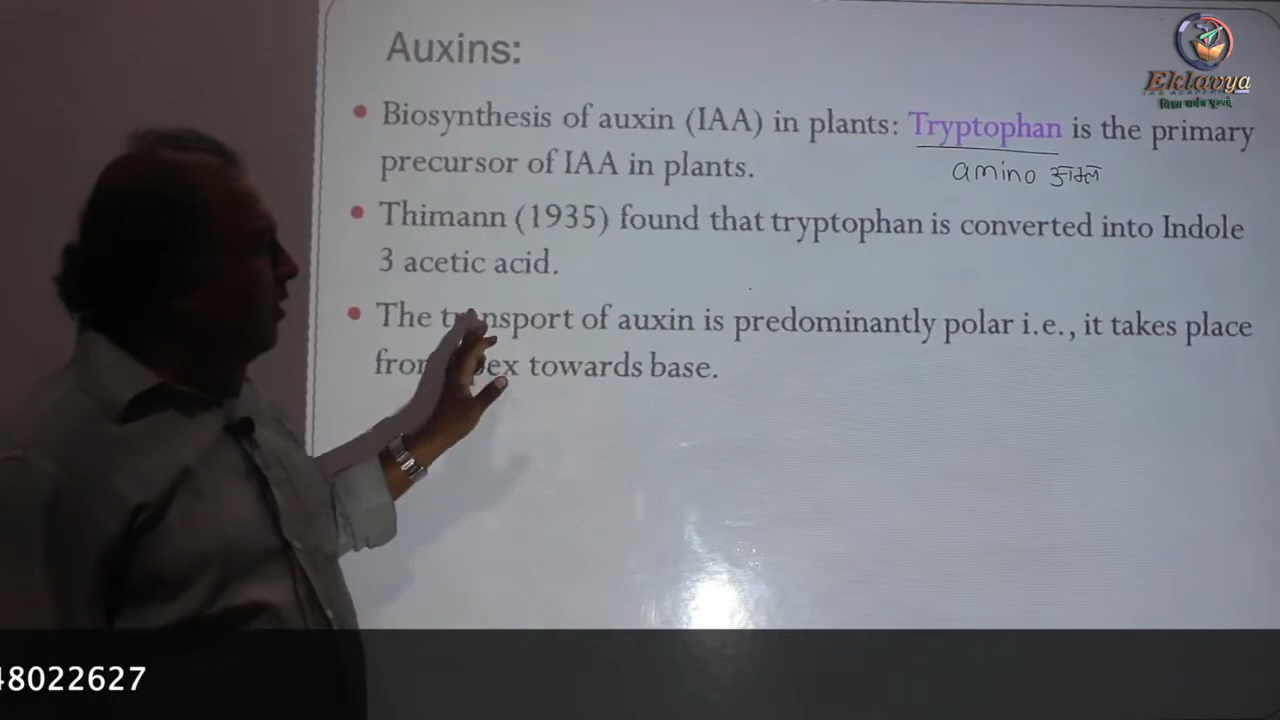 Auxins:
Eklavya
• Biosynthesis of auxin (IAA) in plants: Tryptophan is the primary
precursor of IAA in plants.
amino अम्ल
• Thimann (1935) found that tryptophan is converted into Indole
3 acetic acid.
• The transport of auxin is predominantly polar i.e., it takes place
from apex towards base.
48022627